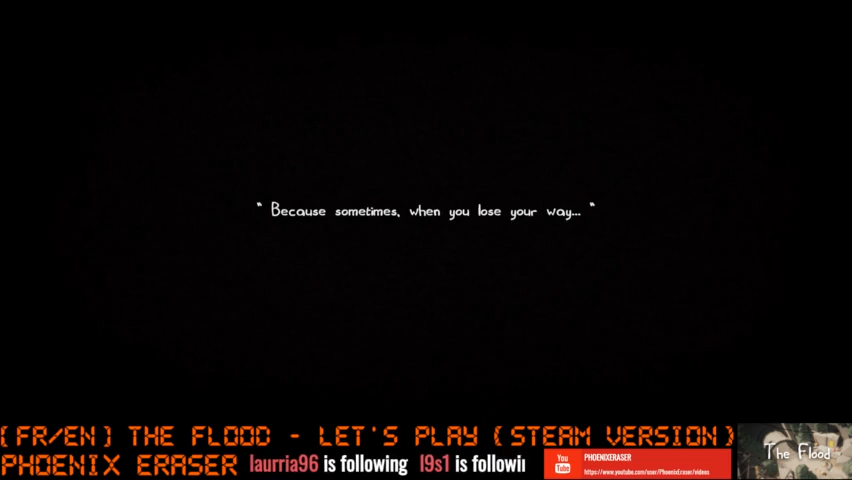 " Because sometimes, when you lose your way... "
[FR/EN] THE FLOOD - LET'S PLAY (STEAM VERSION)
PHOENIX ERASER laurria96 is following l9s1 is followin
You Tube
PHOENIXERASER
https://www.youtube.com/user/PhoenixEraser/videos
The Flood